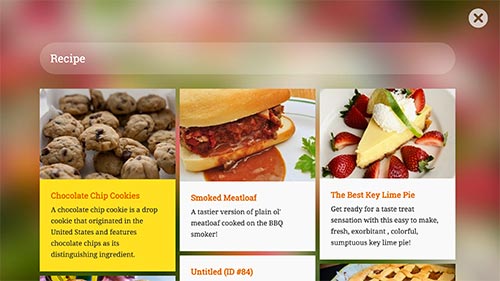 Recipe
Chocolate Chip Cookies
A chocolate chip cookie is a drop
cookie that originated in the
United States and features
chocolate chips as its
distinguishing ingredient.
Smoked Meatloaf
A tastier version of plain ol'
meatloaf cooked on the BBQ
smoker!
Untitled (ID #84)
The Best Key Lime Pie
Get ready for a taste treat
sensation with this easy to make,
fresh, exorbitant , colorful,
sumptuous key lime pie!